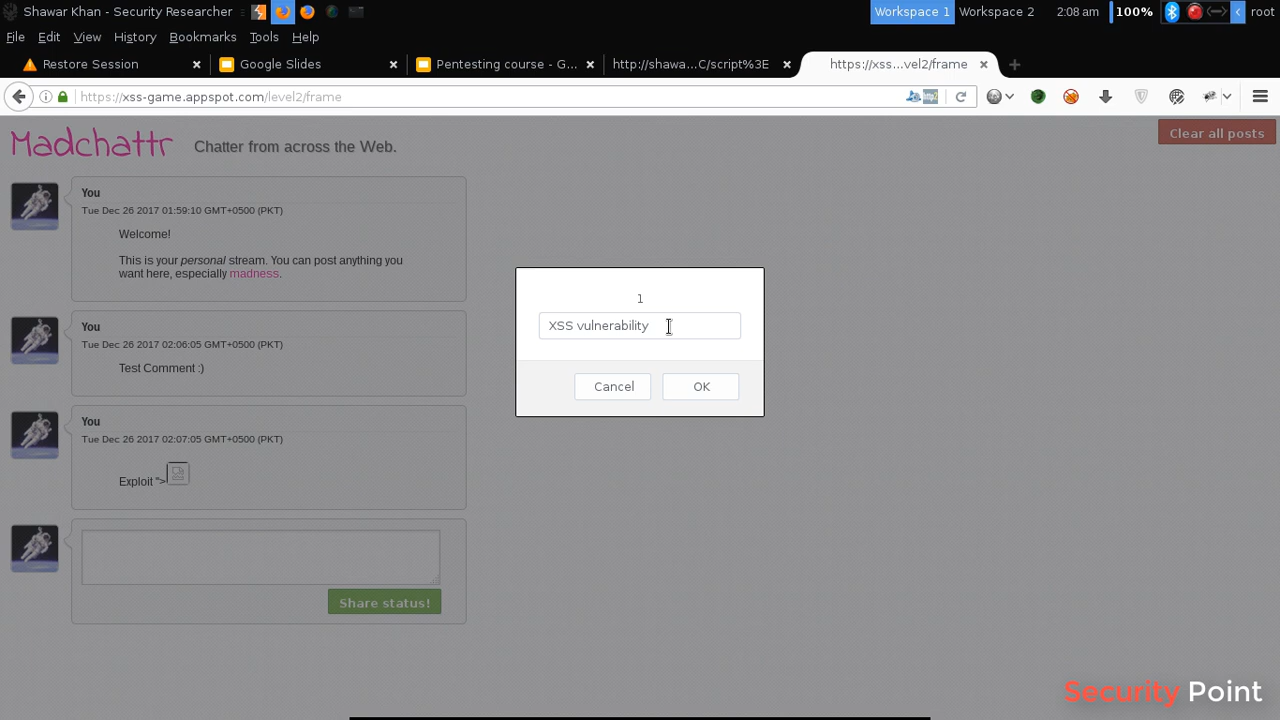 Shawar Khan - Security Researcher
Workspace 1 Workspace 2 2:08 am 100% root
File Edit View History Bookmarks Tools Help
Restore Session
Google Slides
Pentesting course - G...
http://shawa...C/script%3E
https://xss...vel2/frame
https://xss-game.appspot.com/level2/frame
Madchattr Chatter from across the Web.
Clear all posts
You
Tue Dec 26 2017 01:59:10 GMT+0500 (PKT)
Welcome!
This is your personal stream. You can post anything you
want here, especially madness.
You
Tue Dec 26 2017 02:06:05 GMT+0500 (PKT)
Test Comment :)
You
Tue Dec 26 2017 02:07:05 GMT+0500 (PKT)
Exploit ">
Share status!
1
XSS vulnerability
Cancel OK
Security Point